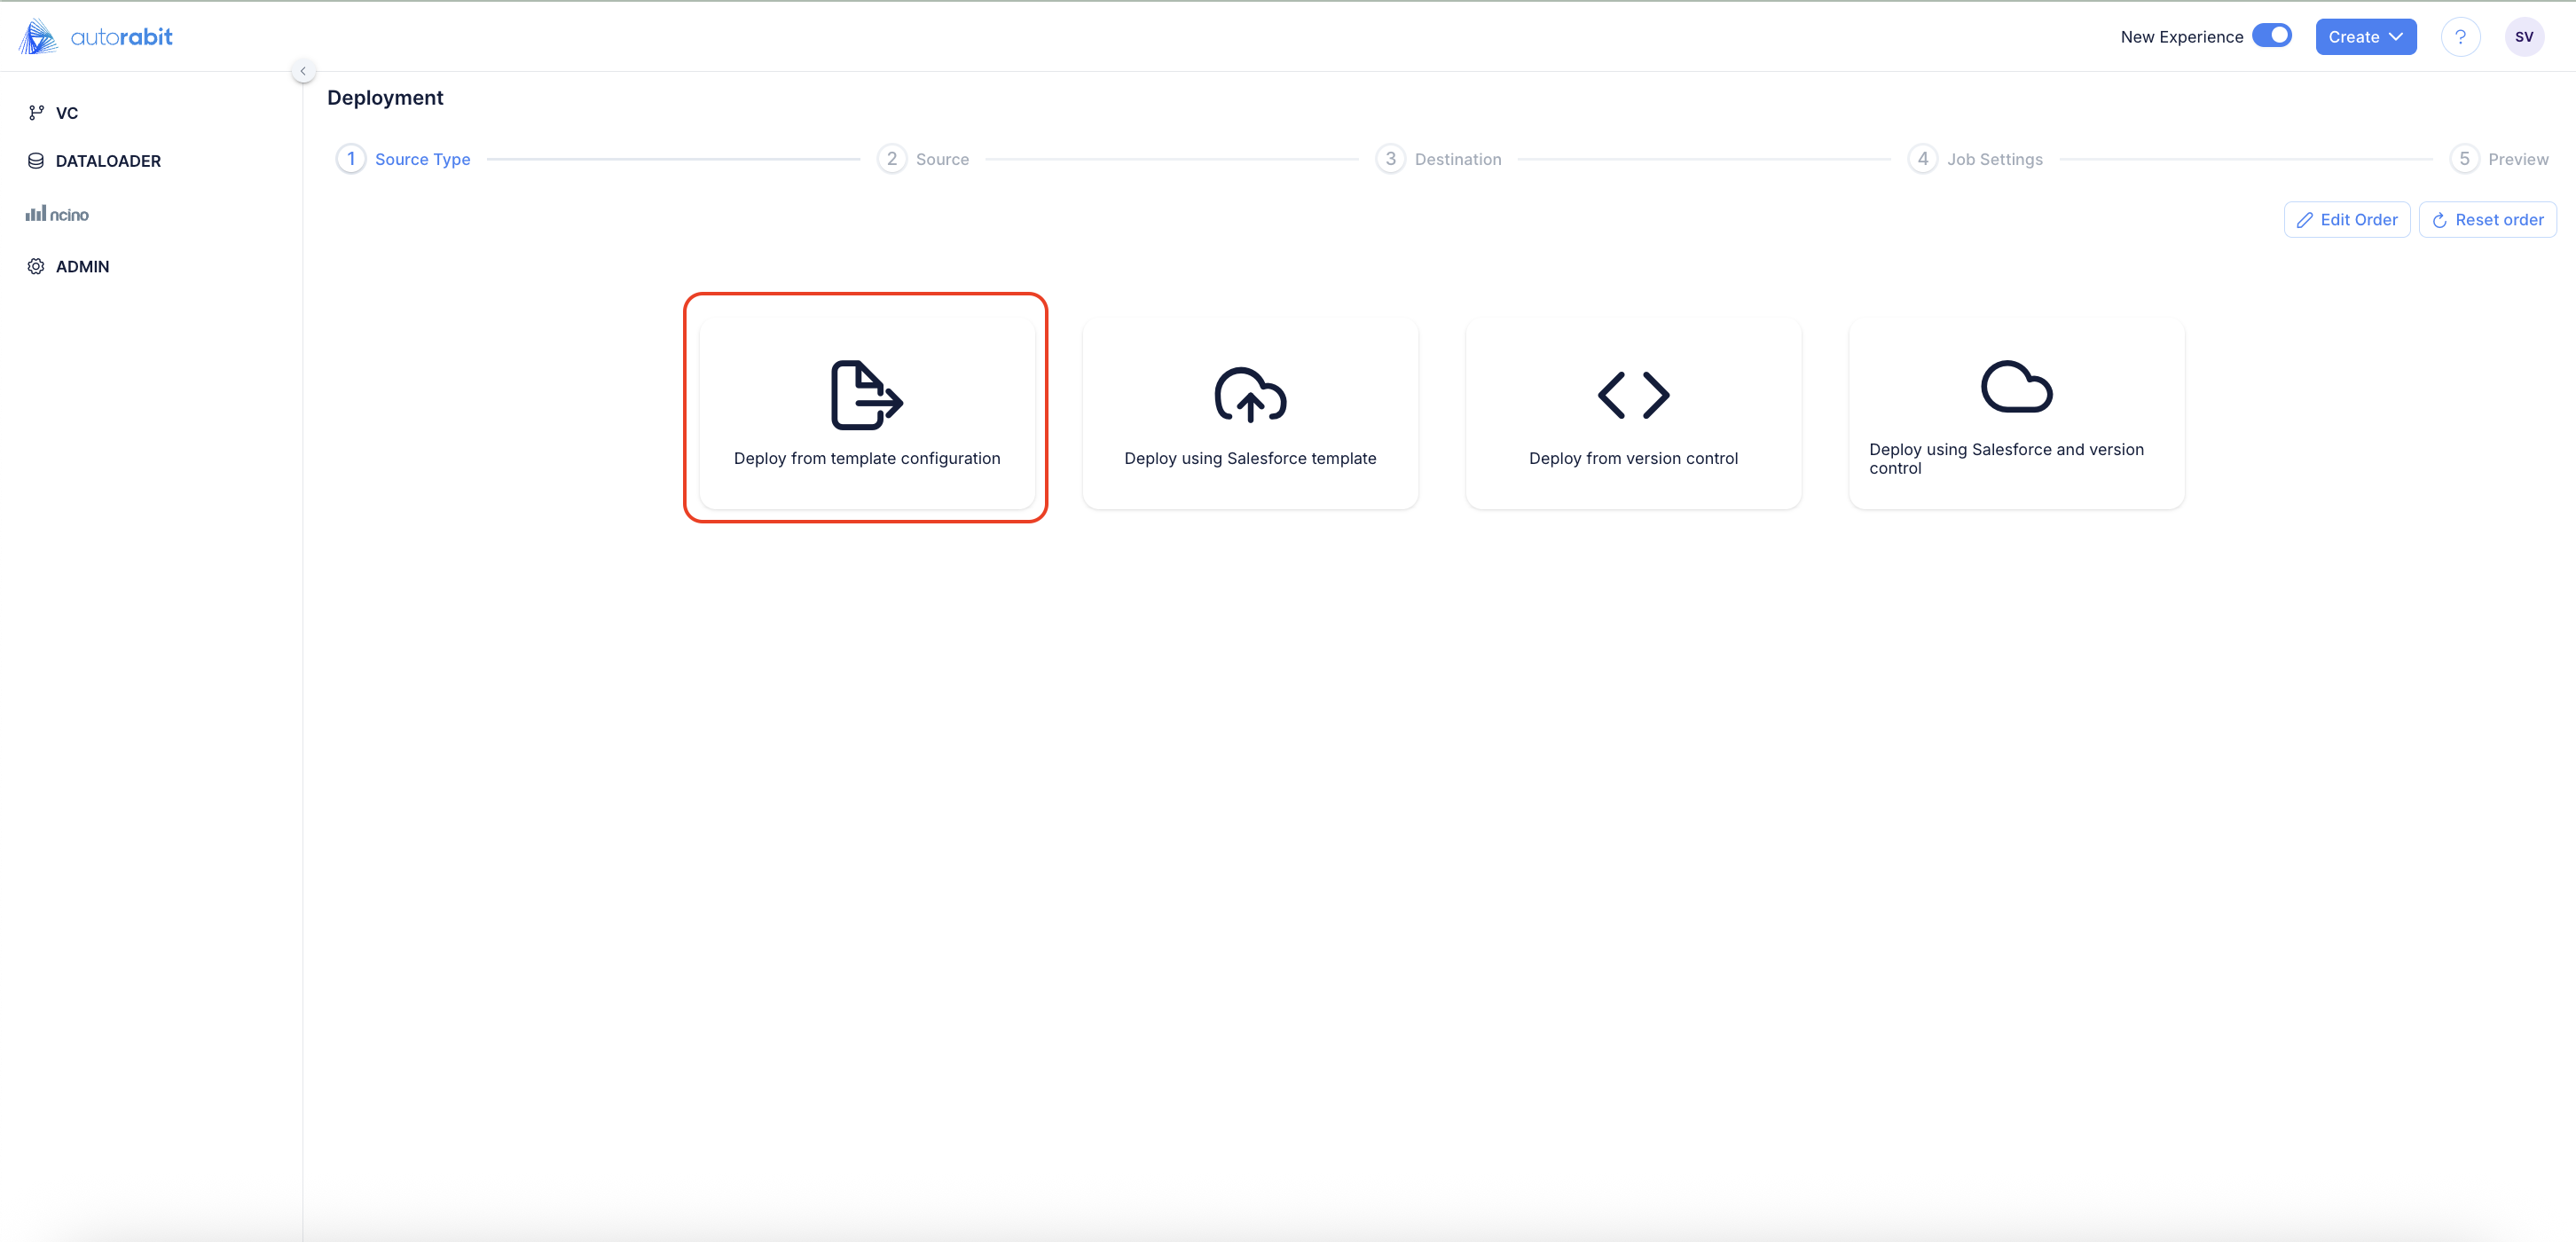 autorabit
New Experience
Create
?
SV
VC
DATALOADER
ncino
ADMIN
Deployment
1 Source Type
2 Source
3 Destination
4 Job Settings
5 Preview
Edit Order
Reset order
Deploy from template configuration
Deploy using Salesforce template
Deploy from version control
Deploy using Salesforce and version
control